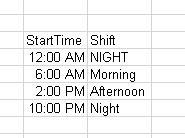 StartTime Shift
12:00 AM NIGHT
6:00 AM Morning
2:00 PM Afternoon
10:00 PM Night